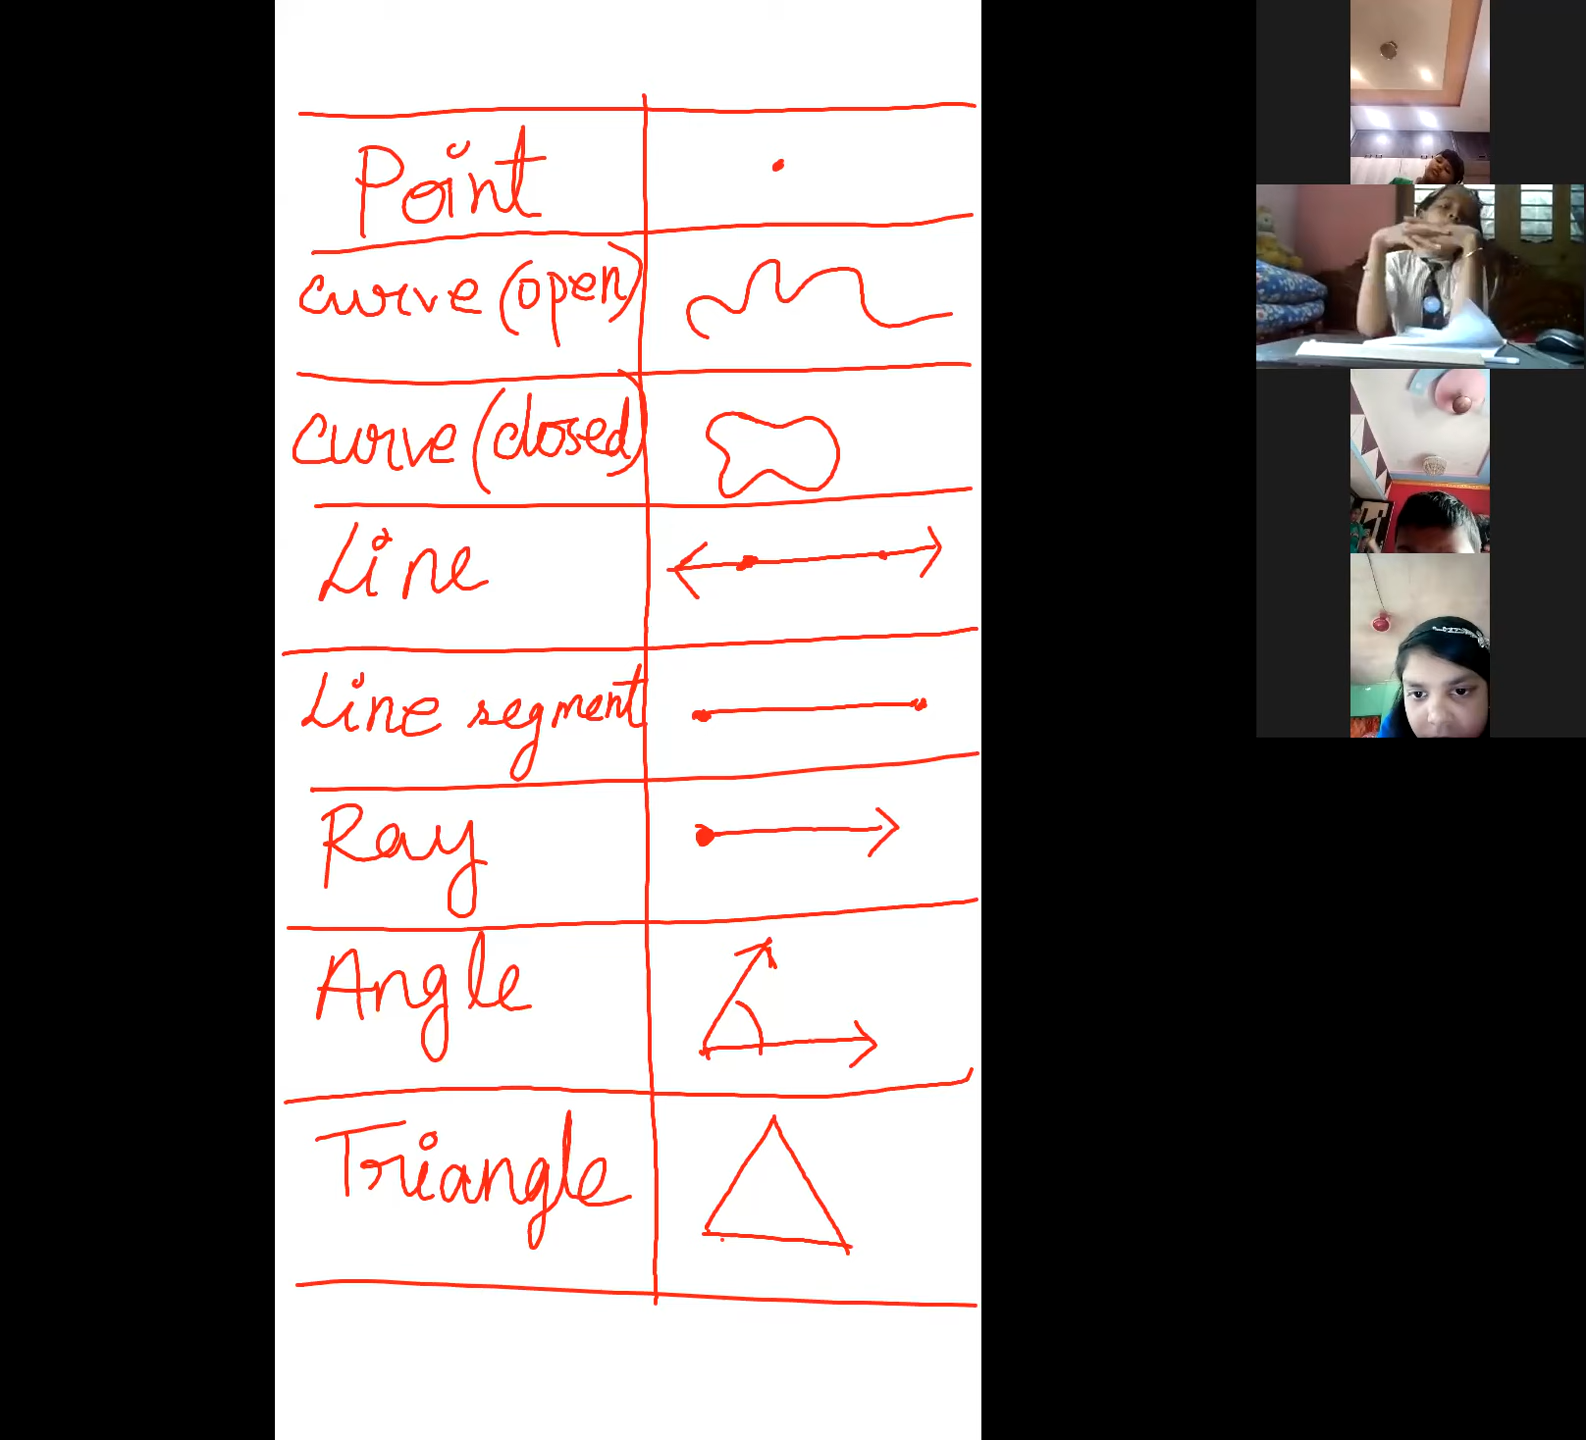 Point
curve (open)
curve (closed)
Line
Line segment
Ray
Angle
Triangle